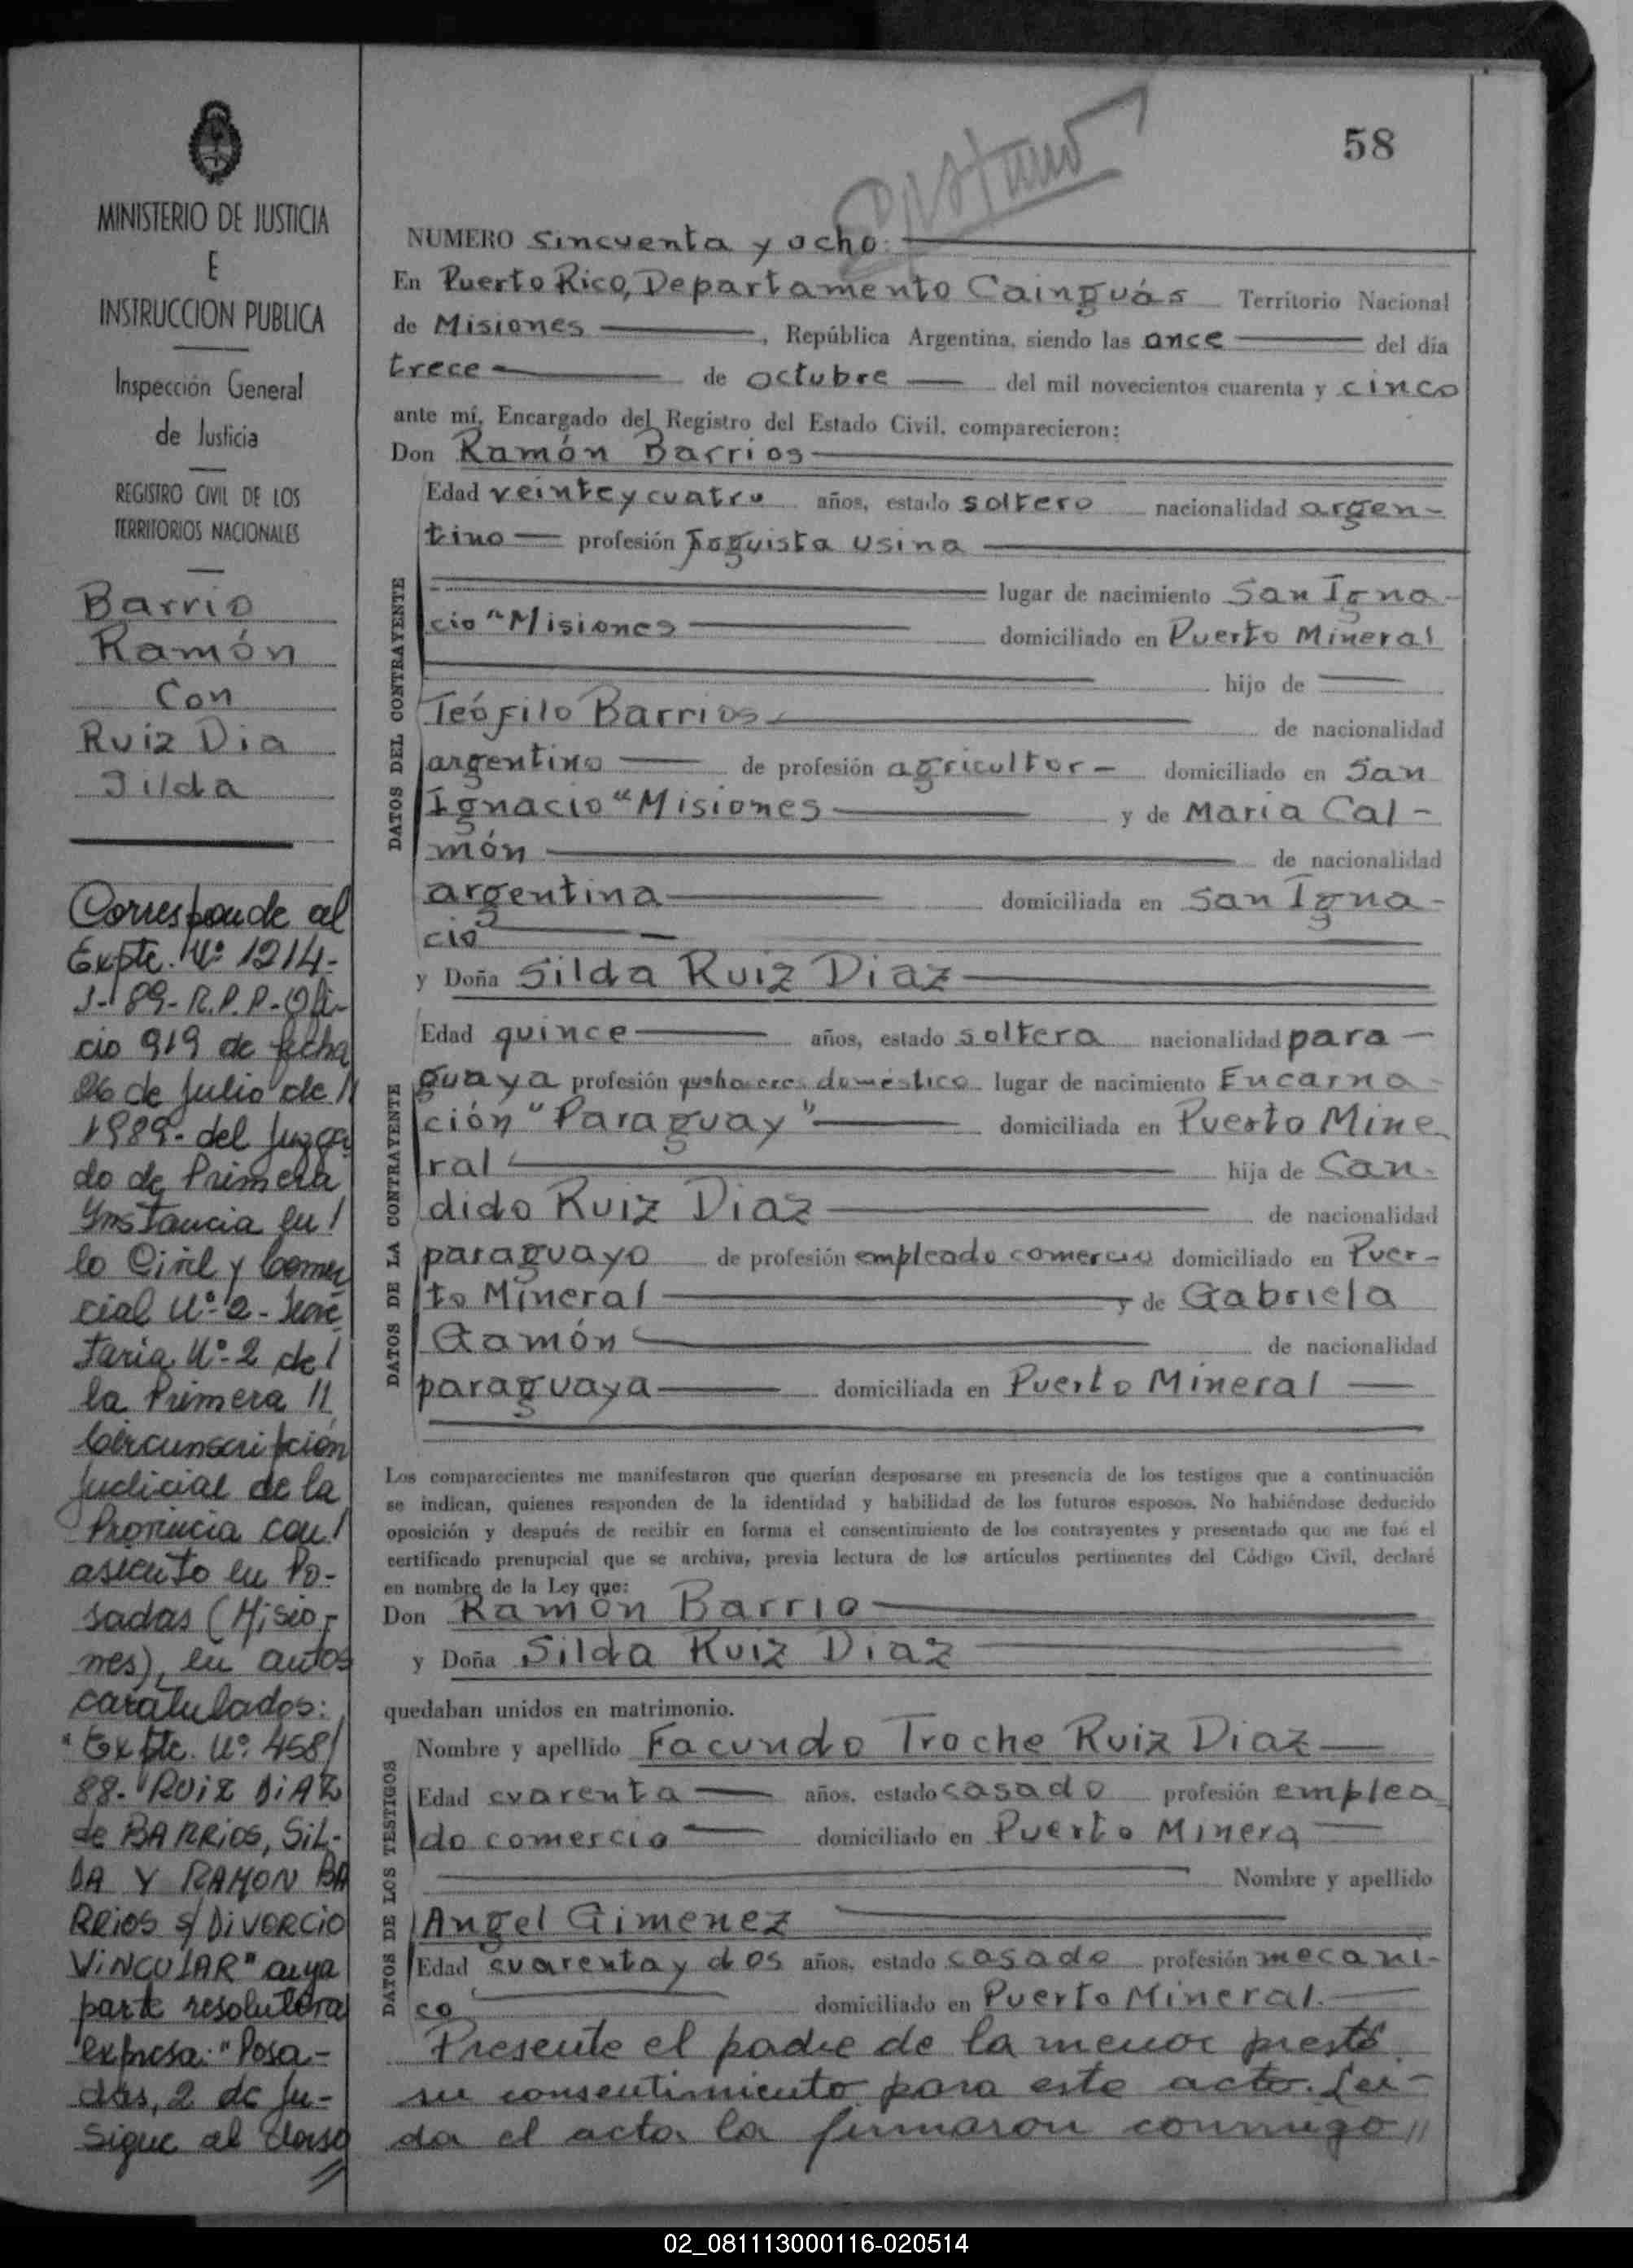 58
MINISTERIO DE JUSTICIA
E
INSTRUCCION PUBLICA
Inspección General
de Justicia
REGISTRO CIVIL DE LOS
TERRITORIOS NACIONALES
Barrio
Ramón
Con
Ruiz Dia
Silda
Corresponde al
Expte. Nº 1214-
J-89-R.P.P-Ofi-
cio 919 de fecha
26 de Julio de //
1989- del Juzga
do de Primera
Instancia en /
lo Civil y Comer
cial Nº 2- Secre
taria Nº 2 de /
la Primera //
Circunscripción
Judicial de la
Provincia con /
asiento en Po-
sadas (Misio-
nes), en autos
caratulados:
"Expte. Nº 458/
88- RUIZ DIAZ
de BARRIOS, SIL-
DA Y RAMON BA
RRIOS s/ DIVORCIO
VINCULAR" cuya
parte resolutiva
expresa: "Posa-
das, 2 de Ju-
Sigue al dorso
//
NUMERO sincuenta y ocho.
En Puerto Rico, Departamento Cainguás Territorio Nacional
de Misiones, República Argentina, siendo las once del día
trece de octubre del mil novecientos cuarenta y cinco
ante mí, Encargado del Registro del Estado Civil, comparecieron:
Don Ramón Barrios
DATOS DEL CONTRAYENTE
Edad veinte y cuatro años, estado soltero nacionalidad argen-
tino profesión foguista usina
lugar de nacimiento San Igna-
cio "Misiones domiciliado en Puerto Mineral
hijo de
Teófilo Barrios de nacionalidad
argentino de profesión agricultor - domiciliado en San
Ignacio "Misiones y de Maria Cal-
món de nacionalidad
argentina domiciliada en San Igna-
cio
y Doña Silda Ruiz Diaz
DATOS DE LA CONTRAYENTE
Edad quince años, estado soltera nacionalidad para-
guaya profesión domestico lugar de nacimiento Encarna-
ción "Paraguay" domiciliada en Puerto Mine
ral hija de Can-
dido Ruiz Diaz de nacionalidad
paraguayo de profesión empleado comercio domiciliado en Puer-
to Mineral y de Gabriela
Gamón de nacionalidad
paraguaya domiciliada en Puerto Mineral
Los comparecientes me manifestaron que querían desposarse en presencia de los testigos que a continuación
se indican, quienes responden de la identidad y habilidad de los futuros esposos. No habiéndose deducido
oposición y después de recibir en forma el consentimiento de los contrayentes y presentado que me fué el
certificado prenupcial que se archiva, previa lectura de los artículos pertinentes del Código Civil, declaré
en nombre de la Ley que:
Don Ramón Barrio
y Doña Silda Ruiz Diaz
quedaban unidos en matrimonio.
DATOS DE LOS TESTIGOS
Nombre y apellido Facundo Troche Ruiz Diaz
Edad cuarenta años, estado casado profesión emplea
do comercio domiciliado en Puerto Minera
Nombre y apellido
Angel Gimenez
Edad cuarenta y dos años, estado casado profesión mecani-
co domiciliado en Puerto Mineral.
Presente el padre de la menor prestó
su consentimiento para este acto. Lei-
da el acta la firmaron conmigo //
02_081113000116-020514